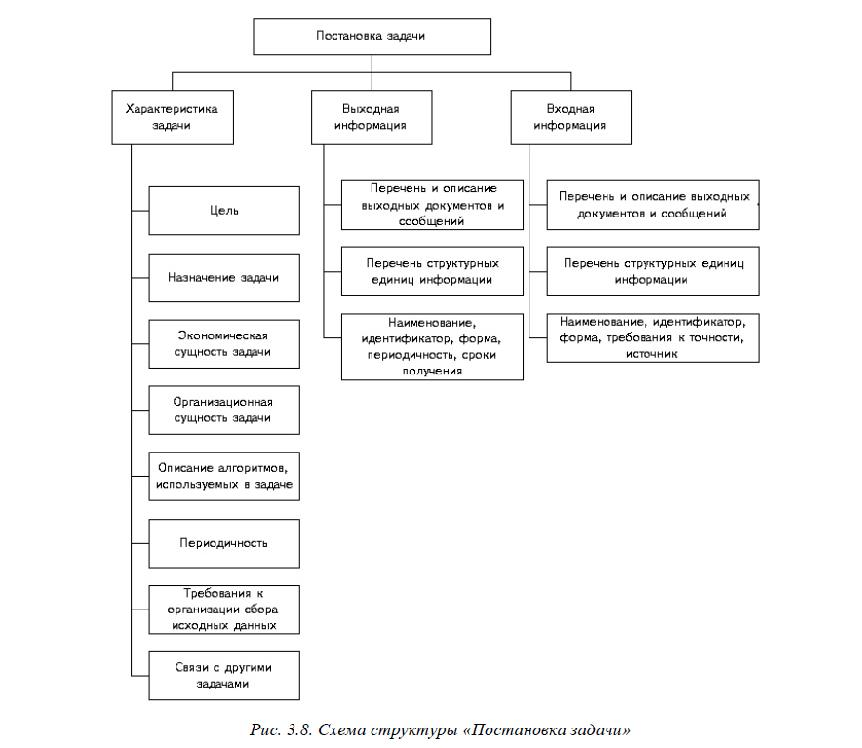 Постановка задачи
Характеристика
задачи
Выходная
информация
Входная
информация
Цель
Назначение задачи
Экономическая
сущность задачи
Организационная
сущность задачи
Описание алгоритмов,
используемых в задаче
Периодичность
Требования к
организации сбора
исходных данных
Связи с другими
задачами
Перечень и описание
выходных документов и
сообщений
Перечень структурных
единиц информации
Наименование,
идентификатор, форма,
периодичность, сроки
получения
Перечень и описание выходных
документов и сообщений
Перечень структурных единиц
информации
Наименование, идентификатор,
форма, требования к точности,
источник
Рис. 3.8. Схема структуры «Постановка задачи»